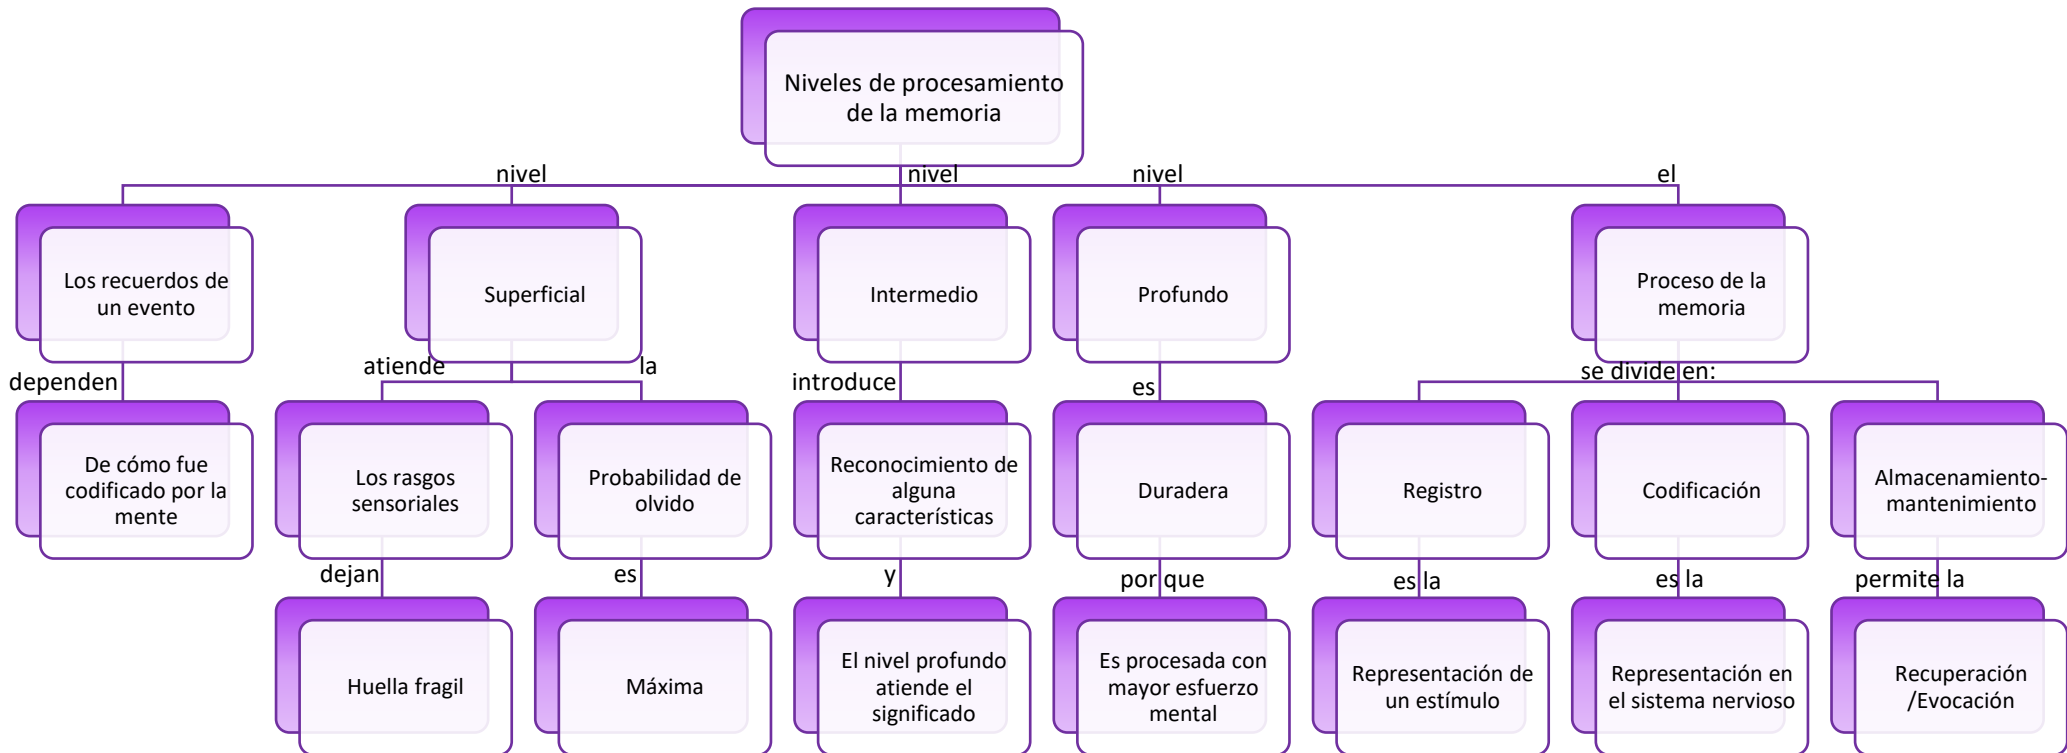 Niveles de procesamiento
de la memoria
nivel
nivel
nivel
el
Los recuerdos de
un evento
Superficial
Intermedio
Profundo
Proceso de la
memoria
dependen
atiende
la
introduce
es
se divide en:
De cómo fue
codificado por la
mente
Los rasgos
sensoriales
Probabilidad de
olvido
Reconocimiento de
alguna
características
Duradera
Registro
Codificación
Almacenamiento-
mantenimiento
dejan
es
y
por que
es la
es la
permite la
Huella fragil
Máxima
El nivel profundo
atiende el
significado
Es procesada con
mayor esfuerzo
mental
Representación de
un estímulo
Representación en
el sistema nervioso
Recuperación
/Evocación